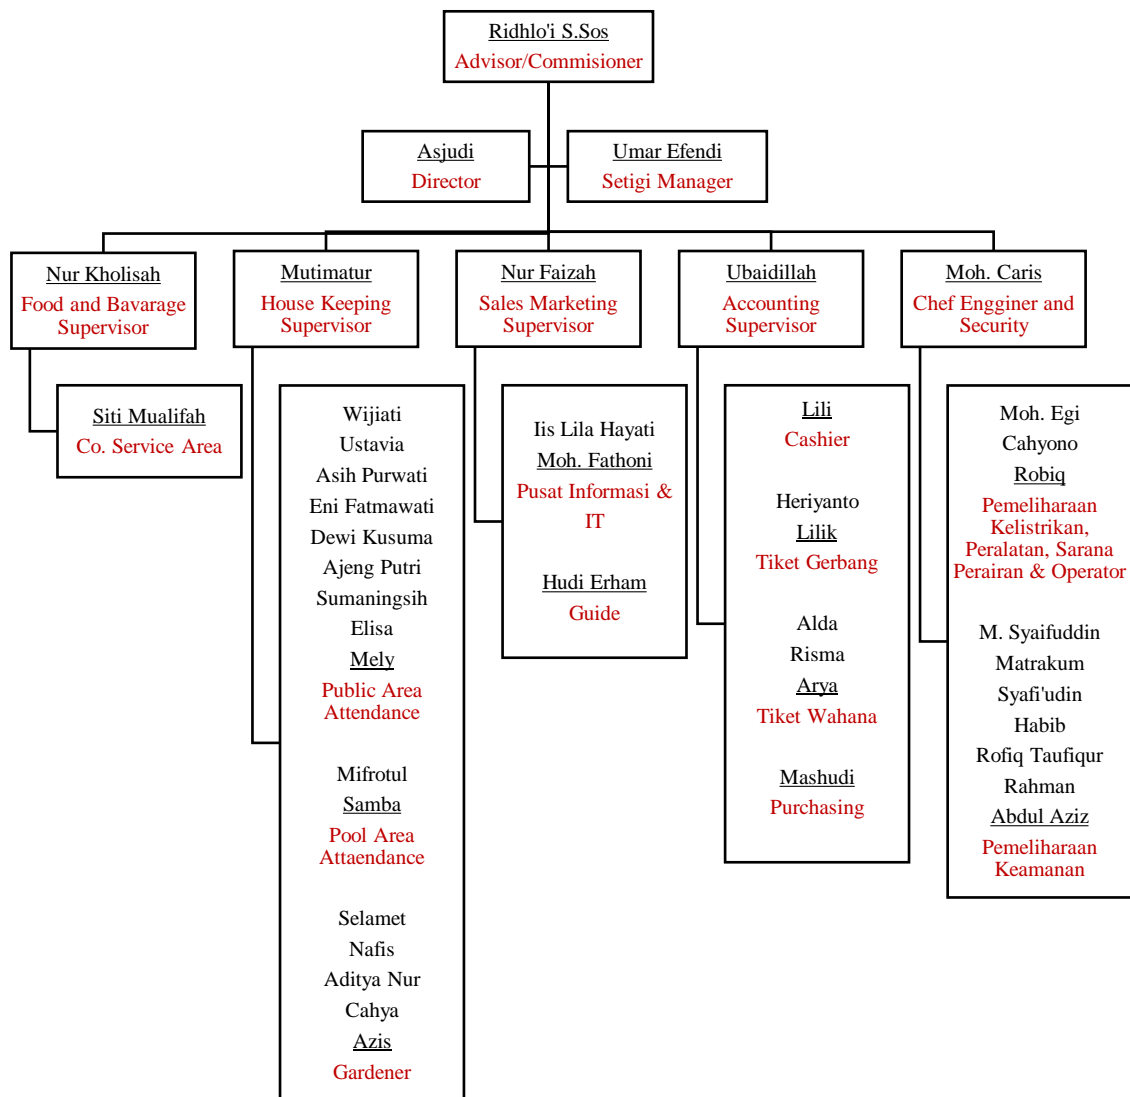 Ridhlo'i S.Sos
Advisor/Commisioner
Asjudi
Director
Umar Efendi
Setigi Manager
Nur Kholisah
Food and Bavarage
Supervisor
Mutimatur
House Keeping
Supervisor
Nur Faizah
Sales Marketing
Supervisor
Ubaidillah
Accounting
Supervisor
Moh. Caris
Chef Engginer and
Security
Siti Mualifah
Co. Service Area
Wijiati
Ustavia
Asih Purwati
Eni Fatmawati
Dewi Kusuma
Ajeng Putri
Sumaningsih
Elisa
Mely
Public Area
Attendance
Mifrotul
Samba
Pool Area
Attaendance
Selamet
Nafis
Aditya Nur
Cahya
Azis
Gardener
Iis Lila Hayati
Moh. Fathoni
Pusat Informasi &
IT
Hudi Erham
Guide
Lili
Cashier
Heriyanto
Lilik
Tiket Gerbang
Alda
Risma
Arya
Tiket Wahana
Mashudi
Purchasing
Moh. Egi
Cahyono
Robiq
Pemeliharaan
Kelistrikan,
Peralatan, Sarana
Perairan & Operator
M. Syaifuddin
Matrakum
Syafi'udin
Habib
Rofiq Taufiqur
Rahman
Abdul Aziz
Pemeliharaan
Keamanan